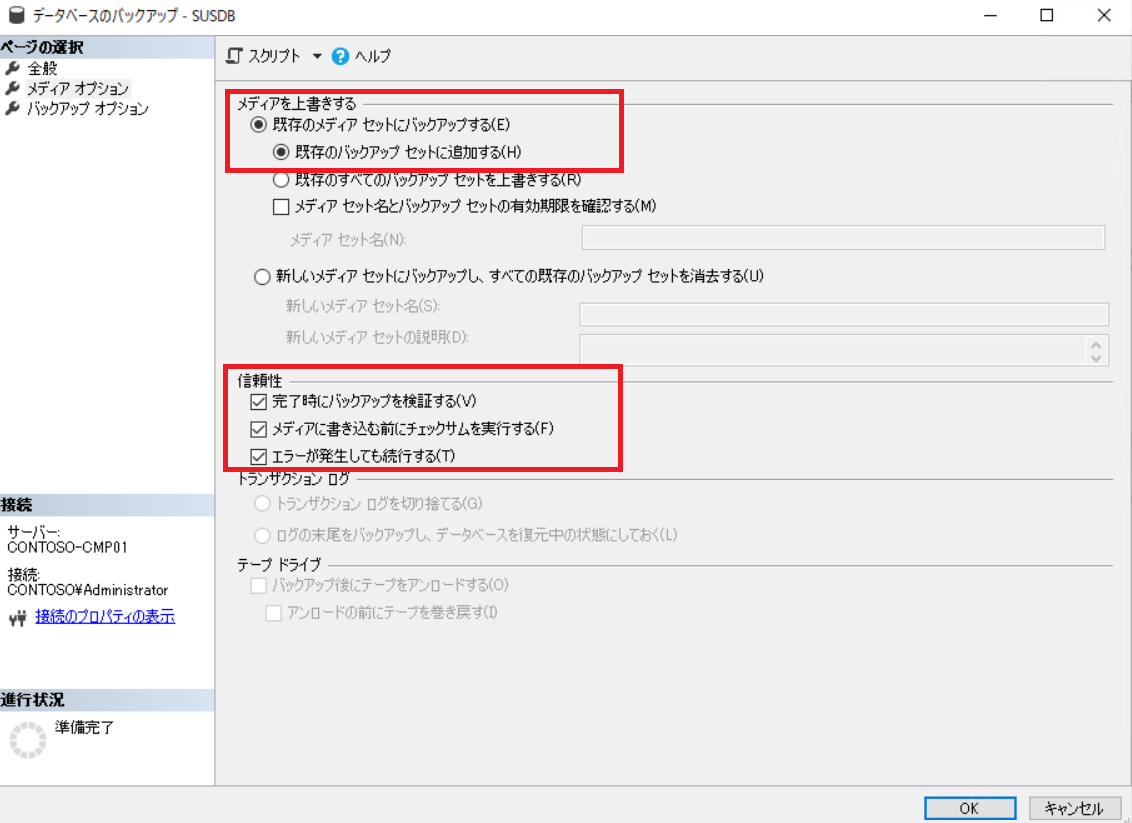 データベースのバックアップ - SUSDB
ページの選択
全般
メディア オプション
バックアップ オプション
スクリプト
ヘルプ
メディアを上書きする
既存のメディア セットにバックアップする(E)
既存のバックアップ セットに追加する(H)
既存のすべてのバックアップ セットを上書きする(R)
メディア セット名とバックアップ セットの有効期限を確認する(M)
メディア セット名(N):
新しいメディア セットにバックアップし、すべての既存のバックアップ セットを消去する(U)
新しいメディア セット名(S):
新しいメディア セットの説明(D):
信頼性
完了時にバックアップを検証する(V)
メディアに書き込む前にチェックサムを実行する(F)
エラーが発生しても続行する(T)
トランザクション ログ
トランザクション ログを切り捨てる(G)
ログの末尾をバックアップし、データベースを復元中の状態にしておく(L)
テープ ドライブ
バックアップ後にテープをアンロードする(O)
アンロードの前にテープを巻き戻す(I)
接続
サーバー:
CONTOSO-CMP01
接続:
CONTOSO¥Administrator
接続のプロパティの表示
進行状況
準備完了
OK
キャンセル